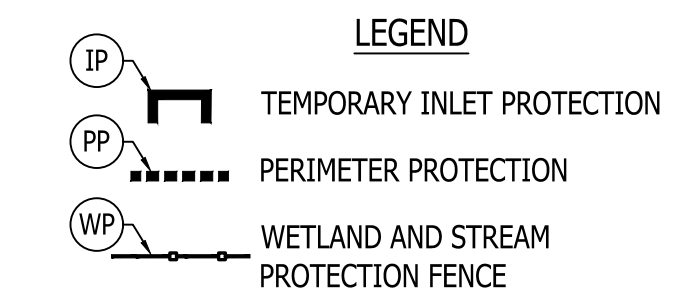 LEGEND
IP
TEMPORARY INLET PROTECTION
PP
PERIMETER PROTECTION
WP
WETLAND AND STREAM
PROTECTION FENCE